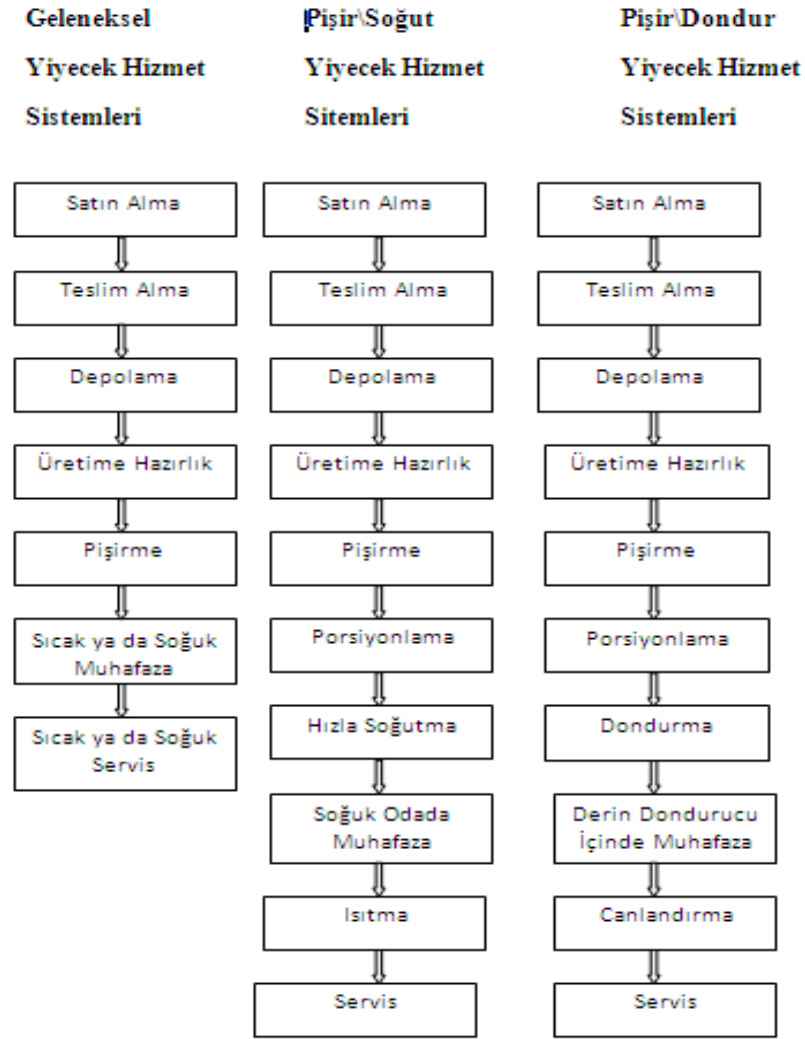 Geleneksel
Yiyecek Hizmet
Sistemleri
Pişir\Soğut
Yiyecek Hizmet
Sitemleri
Pişir\Dondur
Yiyecek Hizmet
Sistemleri
Satın Alma
Teslim Alma
Depolama
Üretime Hazırlık
Pişirme
Sıcak ya da Soğuk
Muhafaza
Sıcak ya da Soğuk
Servis
Satın Alma
Teslim Alma
Depolama
Üretime Hazırlık
Pişirme
Porsiyonlama
Hızla Soğutma
Soğuk Odada
Muhafaza
Isıtma
Servis
Satın Alma
Teslim Alma
Depolama
Üretime Hazırlık
Pişirme
Porsiyonlama
Dondurma
Derin Dondurucu
İçinde Muhafaza
Canlandırma
Servis